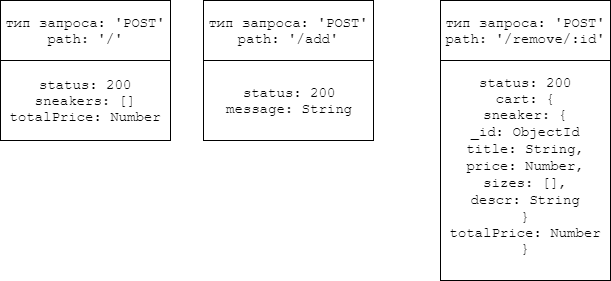 тип запроса: 'POST'
path: '/'
status: 200
sneakers: []
totalPrice: Number
тип запроса: 'POST'
path: '/add'
status: 200
message: String
тип запроса: 'POST'
path: '/remove/:id'
status: 200
cart: {
sneaker: {
_id: ObjectId
title: String,
price: Number,
sizes: [],
descr: String
}
totalPrice: Number
}